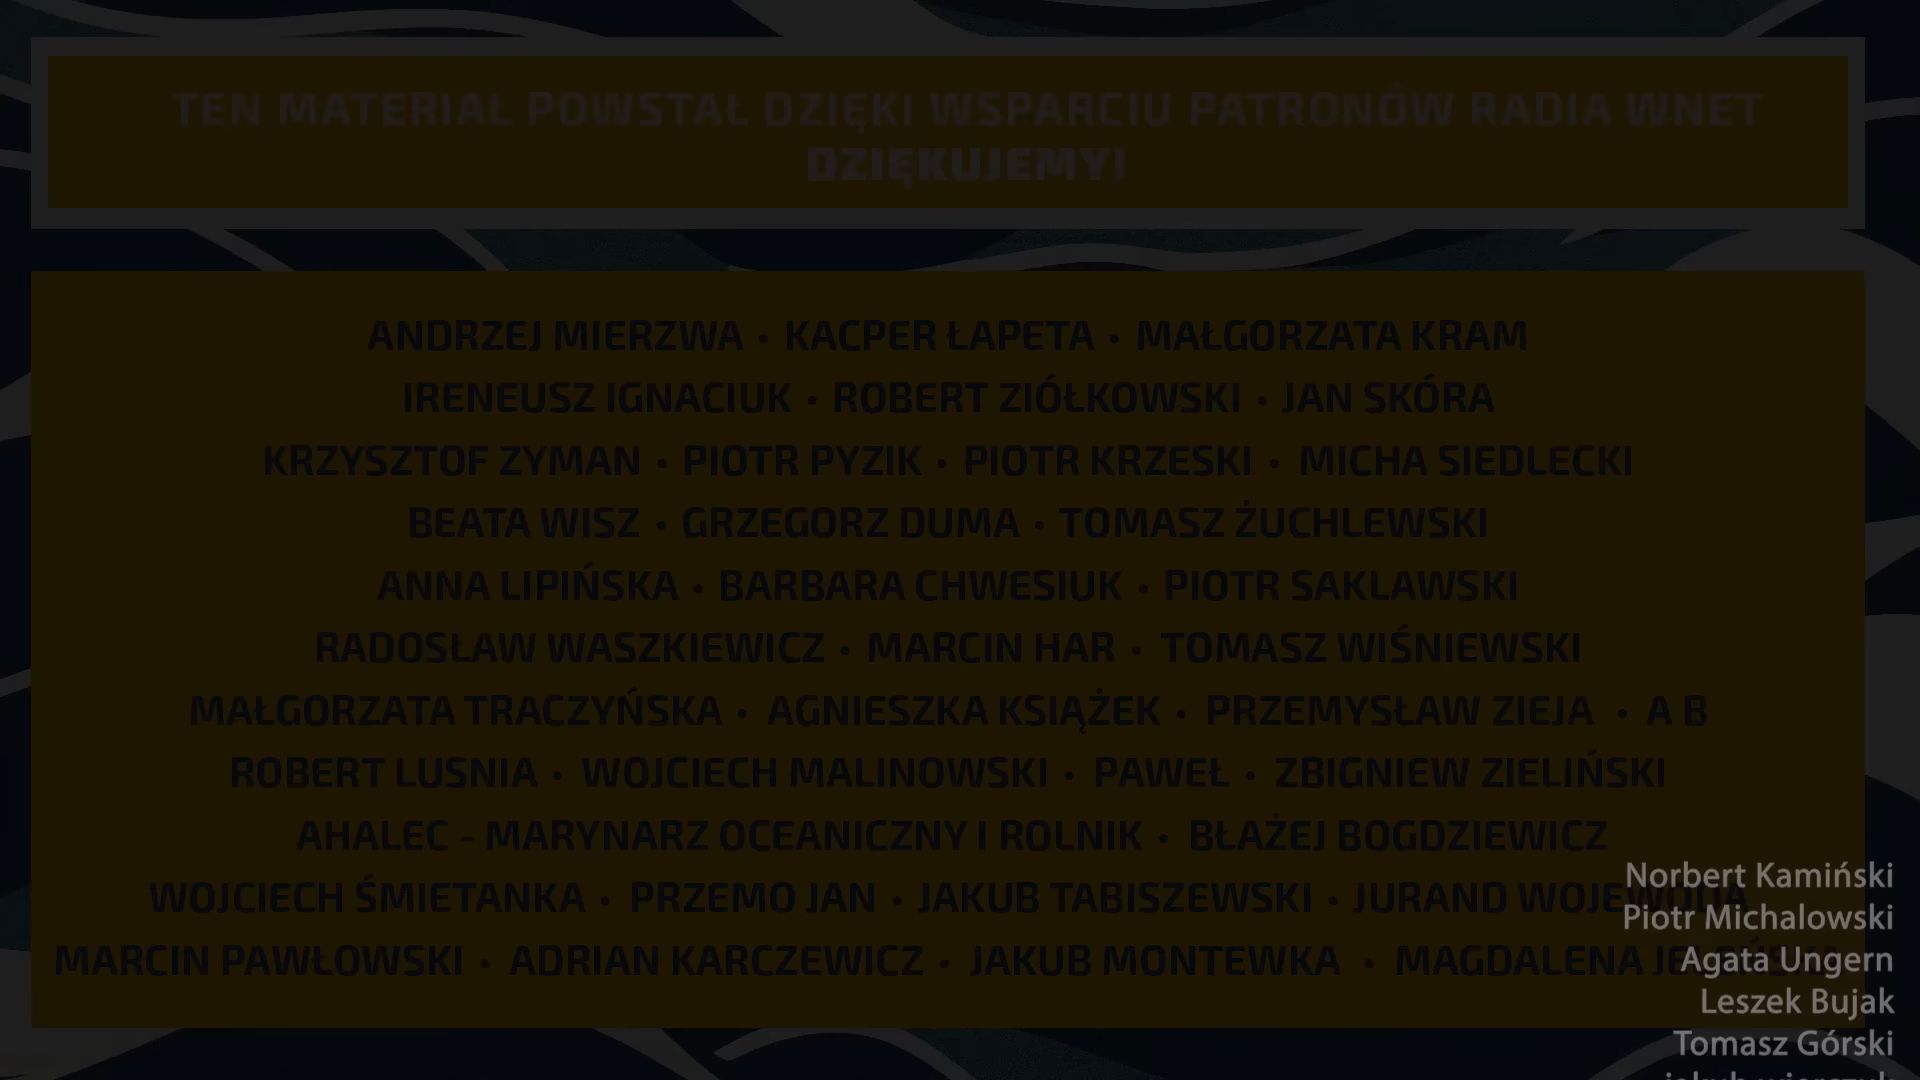 TEN MATERIAL POWSTAŁ DZIĘKI WSPARCIU PATRONÓW RADIA WNET
DZIĘKUJEMY!
ANDRZEJ MIERZWA • KACPER ŁAPETA • MAŁGORZATA KRAM
IRENEUSZ IGNACIUK • ROBERT ZIÓŁKOWSKI • JAN SKÓRA
KRZYSZTOF ZYMAN • PIOTR PYZIK • PIOTR KRZESKI • MICHA SIEDLECKI
BEATA WISZ • GRZEGORZ DUMA • TOMASZ ŻUCHLEWSKI
ANNA LIPIŃSKA • BARBARA CHWESIUK • PIOTR SAKLAWSKI
RADOSŁAW WASZKIEWICZ • MARCIN HAR • TOMASZ WIŚNIEWSKI
MAŁGORZATA TRACZYŃSKA • AGNIESZKA KSIĄŻEK • PRZEMYSŁAW ZIEJA • A B
ROBERT LUSNIA • WOJCIECH MALINOWSKI • PAWEŁ • ZBIGNIEW ZIELIŃSKI
AHALEC - MARYNARZ OCEANICZNY I ROLNIK • BŁAŻEJ BOGDZIEWICZ
WOJCIECH ŚMIETANKA • PRZEMO JAN • JAKUB TABISZEWSKI • JURAND WOJEWODA
MARCIN PAWŁOWSKI • ADRIAN KARCZEWICZ • JAKUB MONTEWKA • MAGDALENA
Norbert Kamiński
Piotr Michalowski
Agata Ungern
Leszek Bujak
Tomasz Górski